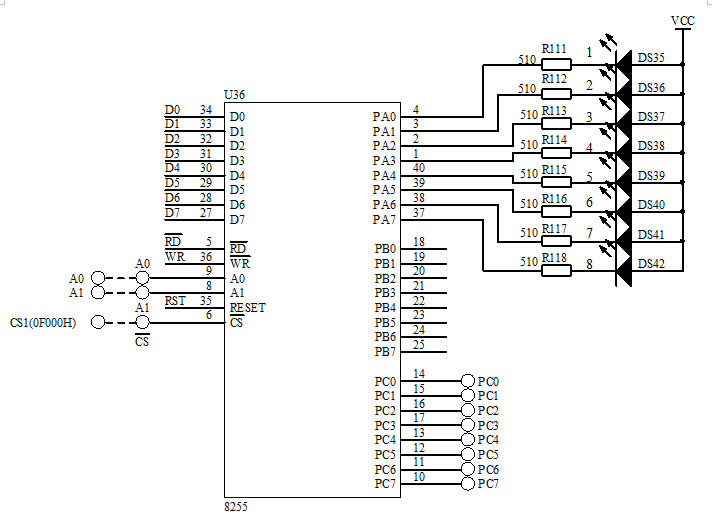 VCC
R111 1 DS35
510
R112 2 DS36
510
R113 3 DS37
510
R114 4 DS38
510
R115 5 DS39
510
R116 6 DS40
510
R117 7 DS41
510
R118 8 DS42
510
U36
D0 34 D0 PA0 4
D1 33 D1 PA1 3
D2 32 D2 PA2 2
D3 31 D3 PA3 1
D4 30 D4 PA4 40
D5 29 D5 PA5 39
D6 28 D6 PA6 38
D7 27 D7 PA7 37
RD 5 RD PB0 18
WR 36 WR PB1 19
A0 A0 9 A0 PB2 20
A1 8 A1 PB3 21
A1 RST 35 RESET PB4 22
CS1(0F000H) CS 6 CS PB5 23
PB6 24
PB7 25
PC0 14 PC0
PC1 15 PC1
PC2 16 PC2
PC3 17 PC3
PC4 13 PC4
PC5 12 PC5
PC6 11 PC6
PC7 10 PC7
8255